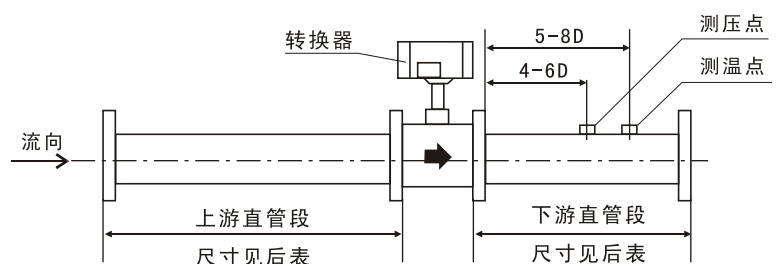 转换器
5-8D
测压点
4-6D
测温点
流向
上游直管段
尺寸见后表
下游直管段
尺寸见后表